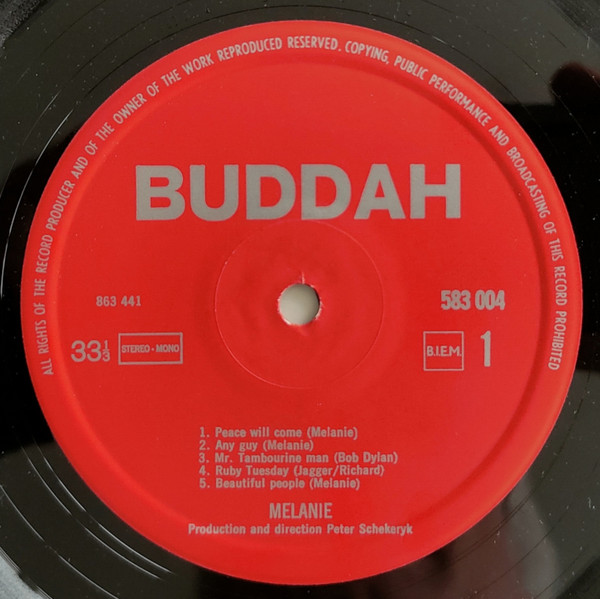 ALL RIGHTS OF THE RECORD PRODUCER AND OF THE OWNER OF THE WORK REPRODUCED RESERVED. COPYING, PUBLIC PERFORMANCE AND BROADCASTING OF THIS RECORD PROHIBITED
BUDDAH
863 441
583 004
33⅓
STEREO - MONO
B.I.E.M.
1
1. Peace will come (Melanie)
2. Any guy (Melanie)
3. Mr. Tambourine man (Bob Dylan)
4. Ruby Tuesday (Jagger/Richard)
5. Beautiful people (Melanie)
MELANIE
Production and direction Peter Schekeryk